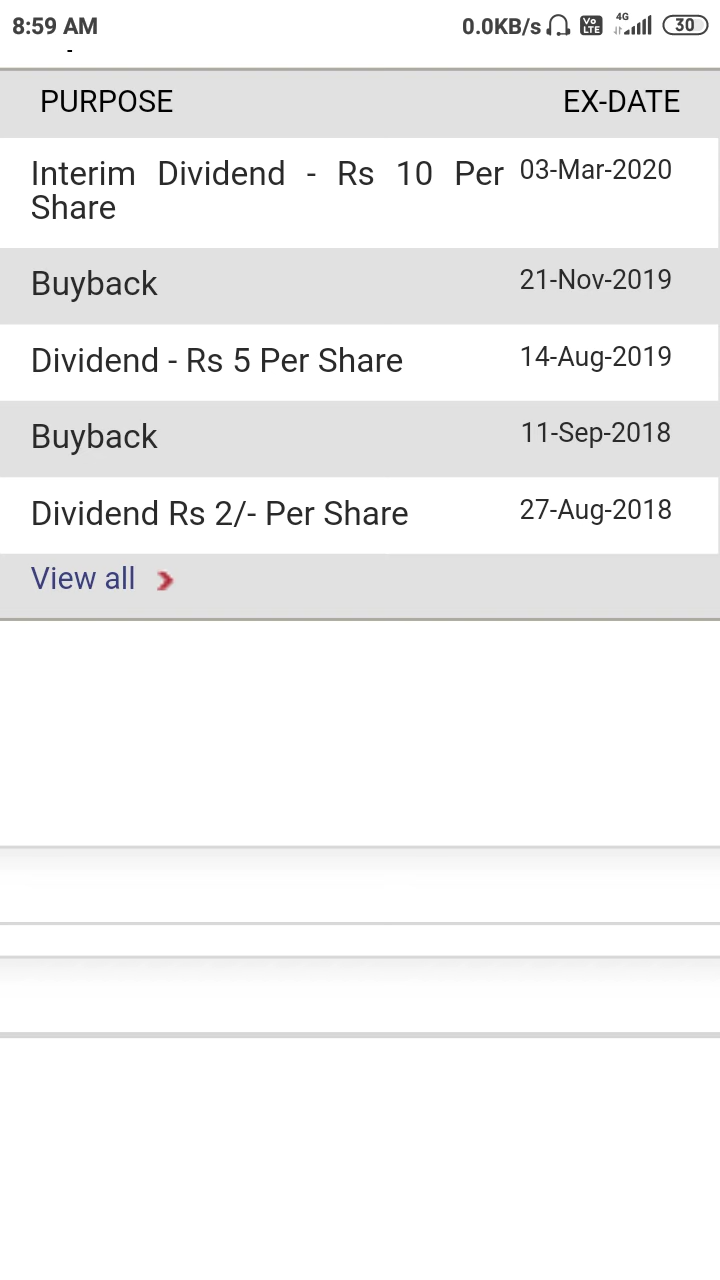 8:59 AM 0.0KB/s Vo LTE 4G 30
PURPOSE EX-DATE
Interim Dividend - Rs 10 Per 03-Mar-2020
Share
Buyback 21-Nov-2019
Dividend - Rs 5 Per Share 14-Aug-2019
Buyback 11-Sep-2018
Dividend Rs 2/- Per Share 27-Aug-2018
View all